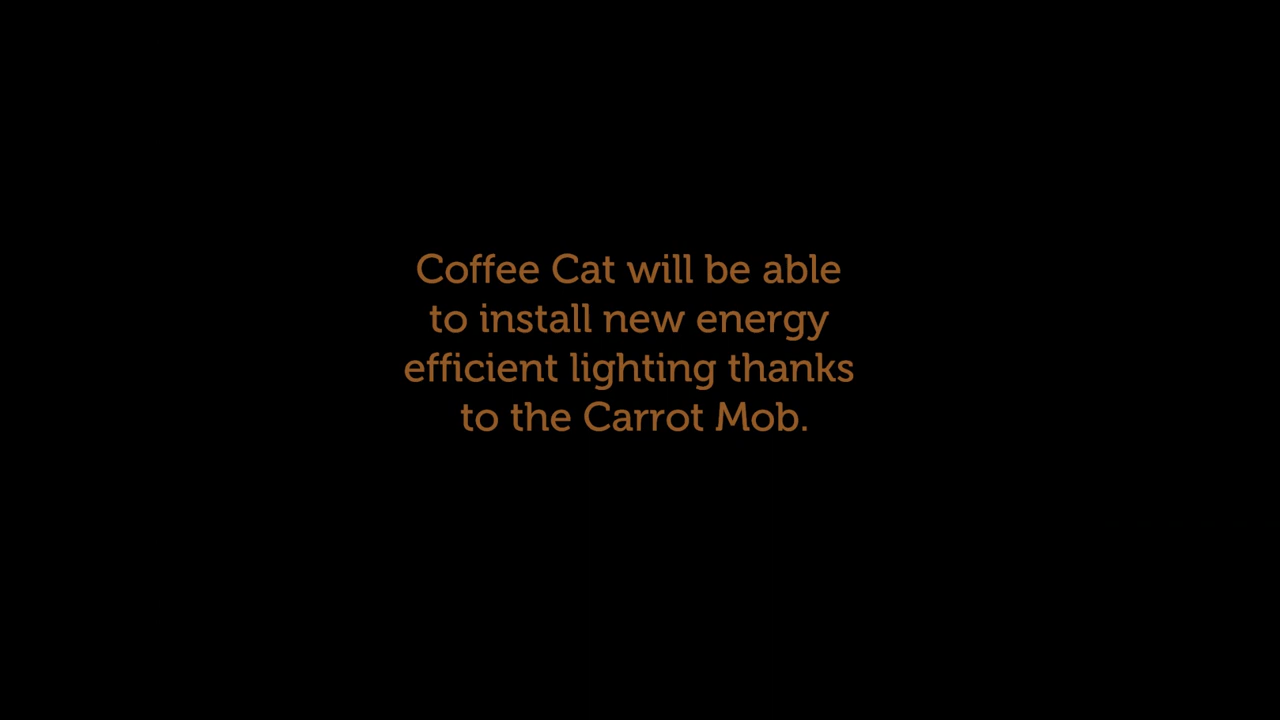 Coffee Cat will be able
to install new energy
efficient lighting thanks
to the Carrot Mob.